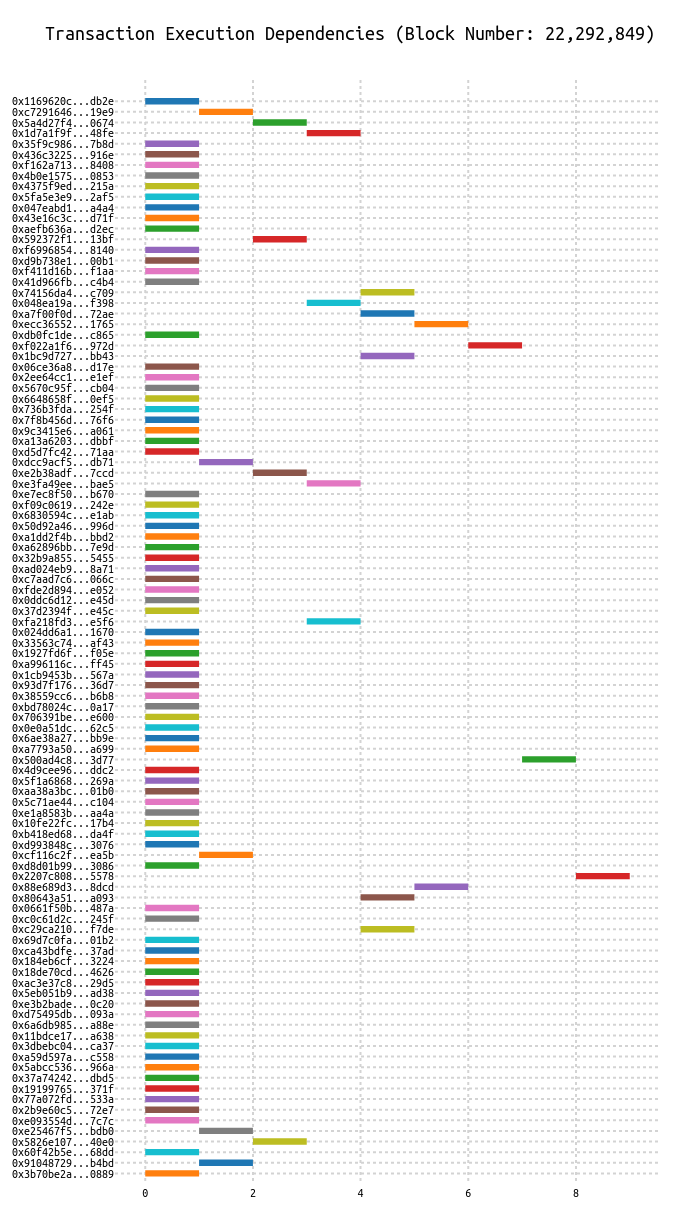 Transaction Execution Dependencies (Block Number: 22,292,849)
0x1169620c...db2e
0xc7291646...19e9
0x5a4d27f4...0674
0x1d7a1f9f...48fe
0x35f9c986...7b8d
0x436c3225...916e
0xf162a713...8408
0x4b0e1575...0853
0x4375f9ed...215a
0x5fa5e3e9...2af5
0x047eabd1...a4a4
0x43e16c3c...d71f
0xaefb636a...d2ec
0x592372f1...13bf
0xf6996854...8140
0xd9b738e1...00b1
0xf411d16b...f1aa
0x41d966fb...c4b4
0x74156da4...c709
0x048ea19a...f398
0xa7f00f0d...72ae
0xecc36552...1765
0xdb0fc1de...c865
0xf022a1f6...972d
0x1bc9d727...bb43
0x06ce36a8...d17e
0x2ee64cc1...e1ef
0x5670c95f...cb04
0x6648658f...0ef5
0x736b3fda...254f
0x7f8b456d...76f6
0x9c3415e6...a061
0xa13a6203...dbbf
0xd5d7fc42...71aa
0xdcc9acf5...db71
0xe2b38adf...7ccd
0xe3fa49ee...bae5
0xe7ec8f50...b670
0xf09c0619...242e
0x6830594c...e1ab
0x50d92a46...996d
0xa1dd2f4b...bbd2
0xa62896bb...7e9d
0x32b9a855...5455
0xad024eb9...8a71
0xc7aad7c6...066c
0xfde2d894...e052
0x0ddc6d12...e45d
0x37d2394f...e45c
0xfa218fd3...e5f6
0x024dd6a1...1670
0x33563c74...af43
0x1927fd6f...f05e
0xa996116c...ff45
0x1cb9453b...567a
0x93d7f176...36d7
0x38559cc6...b6b8
0xbd78024c...0a17
0x706391be...e600
0x0e0a51dc...62c5
0x6ae38a27...bb9e
0xa7793a50...a699
0x500ad4c8...3d77
0x4d9cee96...ddc2
0x5f1a6868...269a
0xaa38a3bc...01b0
0x5c71ae44...c104
0xe1a8583b...aa4a
0x10fe22fc...17b4
0xb418ed68...da4f
0xd993848c...3076
0xcf116c2f...ea5b
0xd8d01b99...3086
0x2207c808...5578
0x88e689d3...8dcd
0x80643a51...a093
0x0661f50b...487a
0xc0c61d2c...245f
0xc29ca210...f7de
0x69d7c0fa...01b2
0xca43bdfe...37ad
0x184eb6cf...3224
0x18de70cd...4626
0xac3e37c8...29d5
0x5eb051b9...ad38
0xe3b2bade...0c20
0xd75495db...093a
0x6a6db985...a88e
0x11bdce17...a638
0x3dbebc04...ca37
0xa59d597a...c558
0x5abcc536...966a
0x37a74242...dbd5
0x19199765...371f
0x77a072fd...533a
0x2b9e60c5...72e7
0xe093554d...7c7c
0xe25467f5...bdb0
0x5826e107...40e0
0x60f42b5e...68dd
0x91048729...b4bd
0x3b70be2a...0889
0 2 4 6 8